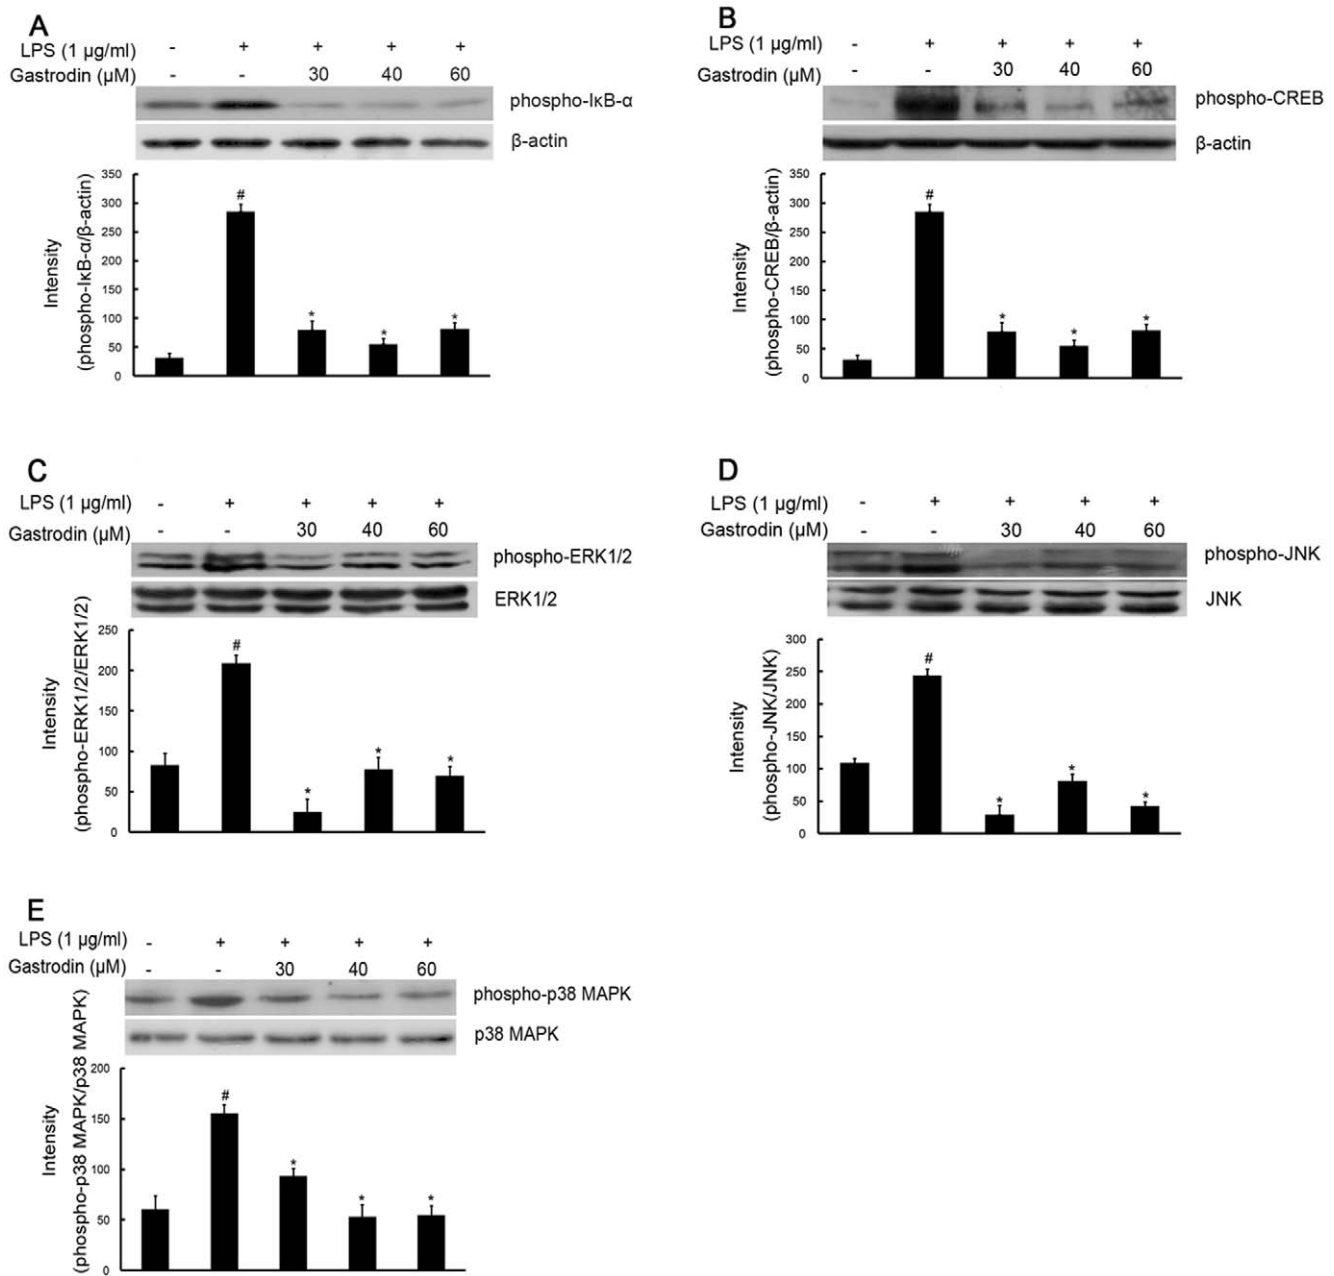 A
LPS (1 µg/ml) - + + + +
Gastrodin (µM) - - 30 40 60
phospho-IκB-α
β-actin
Intensity
(phospho-IκB-α/β-actin)
350
300
250
200
150
100
50
0
# * * *
B
LPS (1 µg/ml) - + + + +
Gastrodin (µM) - - 30 40 60
phospho-CREB
β-actin
Intensity
(phospho-CREB/β-actin)
350
300
250
200
150
100
50
0
# * * *
C
LPS (1 µg/ml) - + + + +
Gastrodin (µM) - - 30 40 60
phospho-ERK1/2
ERK1/2
Intensity
(phospho-ERK1/2/ERK1/2)
250
200
150
100
50
0
# * * *
D
LPS (1 µg/ml) - + + + +
Gastrodin (µM) - - 30 40 60
phospho-JNK
JNK
Intensity
(phospho-JNK/JNK)
300
250
200
150
100
50
0
# * * *
E
LPS (1 µg/ml) - + + + +
Gastrodin (µM) - - 30 40 60
phospho-p38 MAPK
p38 MAPK
Intensity
(phospho-p38 MAPK/p38 MAPK)
200
150
100
50
0
# * * *